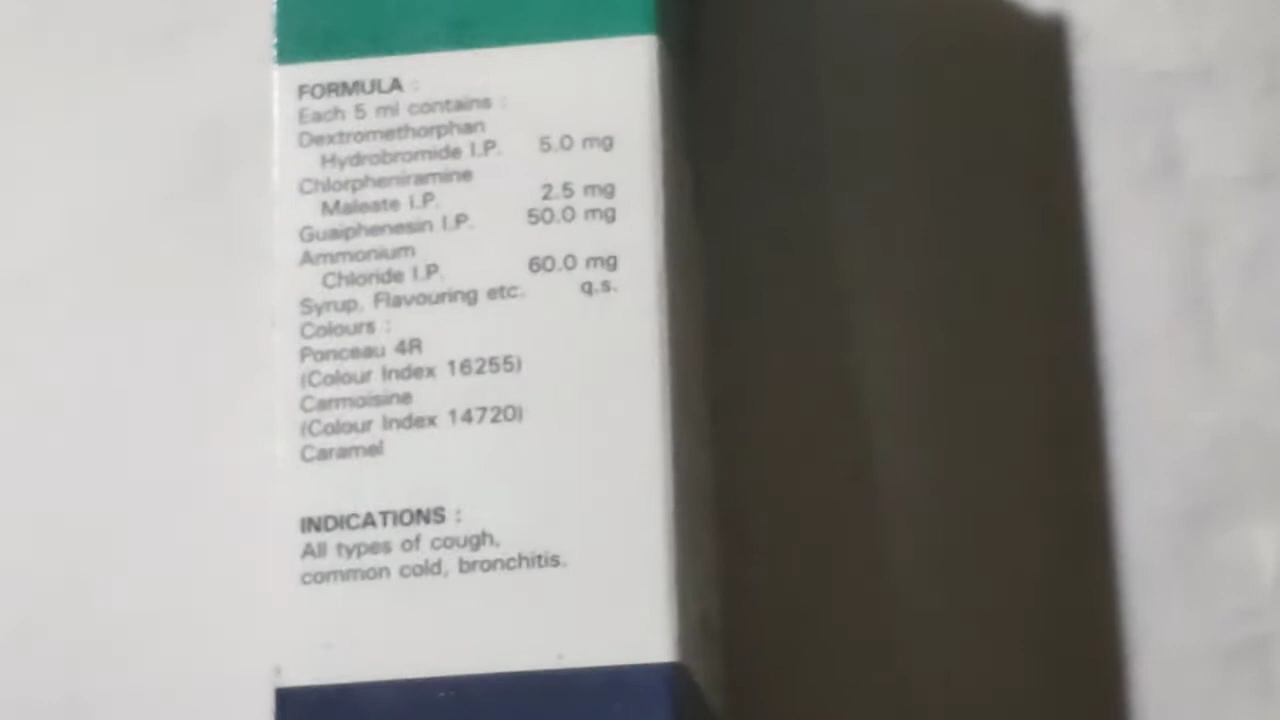 FORMULA :
Each 5 ml contains :
Dextromethorphan
Hydrobromide I.P. 5.0 mg
Chlorpheniramine
Maleate I.P. 2.5 mg
Guaiphenesin I.P. 50.0 mg
Ammonium
Chloride I.P. 60.0 mg
Syrup, Flavouring etc. q.s.
Colours :
Ponceau 4R
(Colour Index 16255)
Carmoisine
(Colour Index 14720)
Caramel
INDICATIONS :
All types of cough,
common cold, bronchitis.